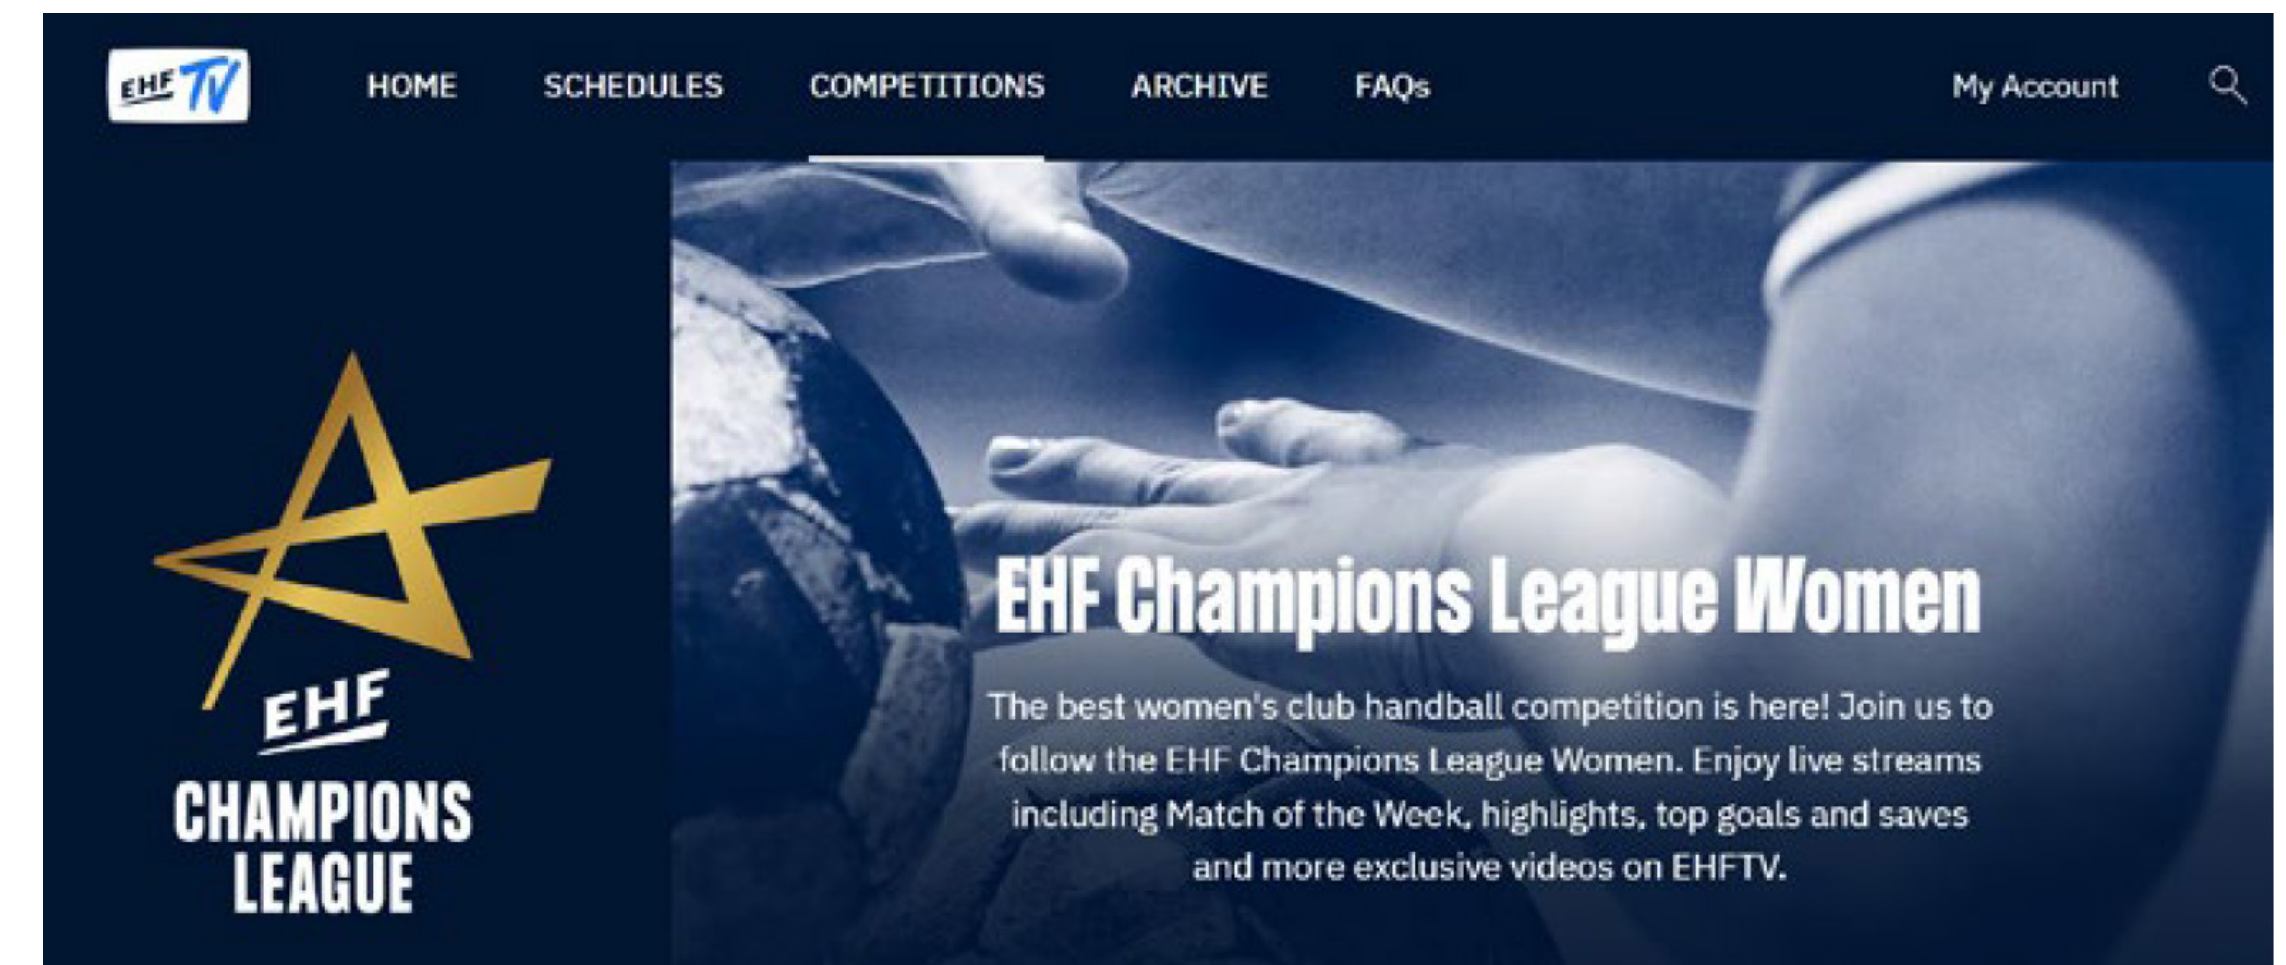 EHF TV
HOME
SCHEDULES
COMPETITIONS
ARCHIVE
FAQs
My Account
EHF
CHAMPIONS
LEAGUE
EHF Champions League Women
The best women's club handball competition is here! Join us to
follow the EHF Champions League Women. Enjoy live streams
including Match of the Week, highlights, top goals and saves
and more exclusive videos on EHFTV.